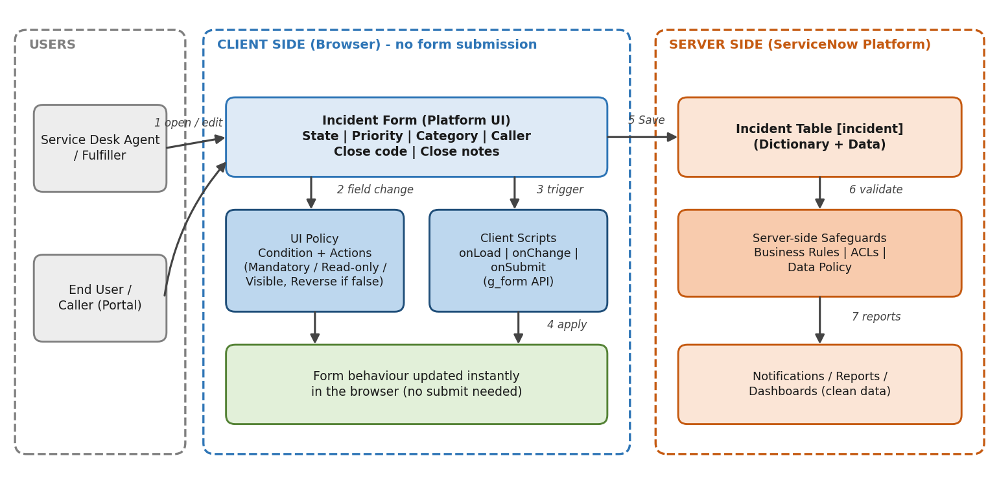 USERS
Service Desk Agent
/ Fulfiller
End User /
Caller (Portal)
1 open / edit
CLIENT SIDE (Browser) - no form submission
Incident Form (Platform UI)
State | Priority | Category | Caller
Close code | Close notes
2 field change
3 trigger
UI Policy
Condition + Actions
(Mandatory / Read-only /
Visible, Reverse if false)
Client Scripts
onLoad | onChange |
onSubmit
(g_form API)
4 apply
Form behaviour updated instantly
in the browser (no submit needed)
5 Save
SERVER SIDE (ServiceNow Platform)
Incident Table [incident]
(Dictionary + Data)
6 validate
Server-side Safeguards
Business Rules | ACLs |
Data Policy
7 reports
Notifications / Reports /
Dashboards (clean data)